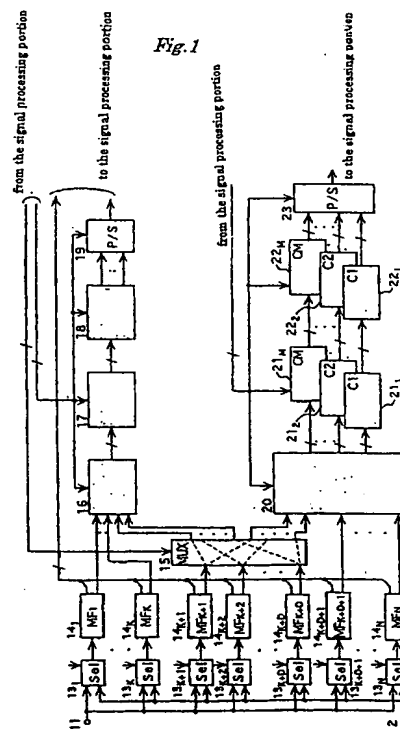 Fig.1
from the signal processing portion
to the signal processing portion
from the signal processing portion
to the signal processing
11
2
13₁ Sel
13K Sel
13K+1 Sel
13K+2 Sel
13K+D Sel
13K+D+1 Sel
13N Sel
14₁ MF1
14K MFK
14K+1 MFK+1
14K+2 MFK+2
14K+D MFK+D
14K+D+1 MFK+D+1
14N MFN
15 MUX
16
17
18
19 P/S
20
21M CM
21₂ C2
21₁ C1
22M CM
22₂ C2
22₁ C1
23 P/S